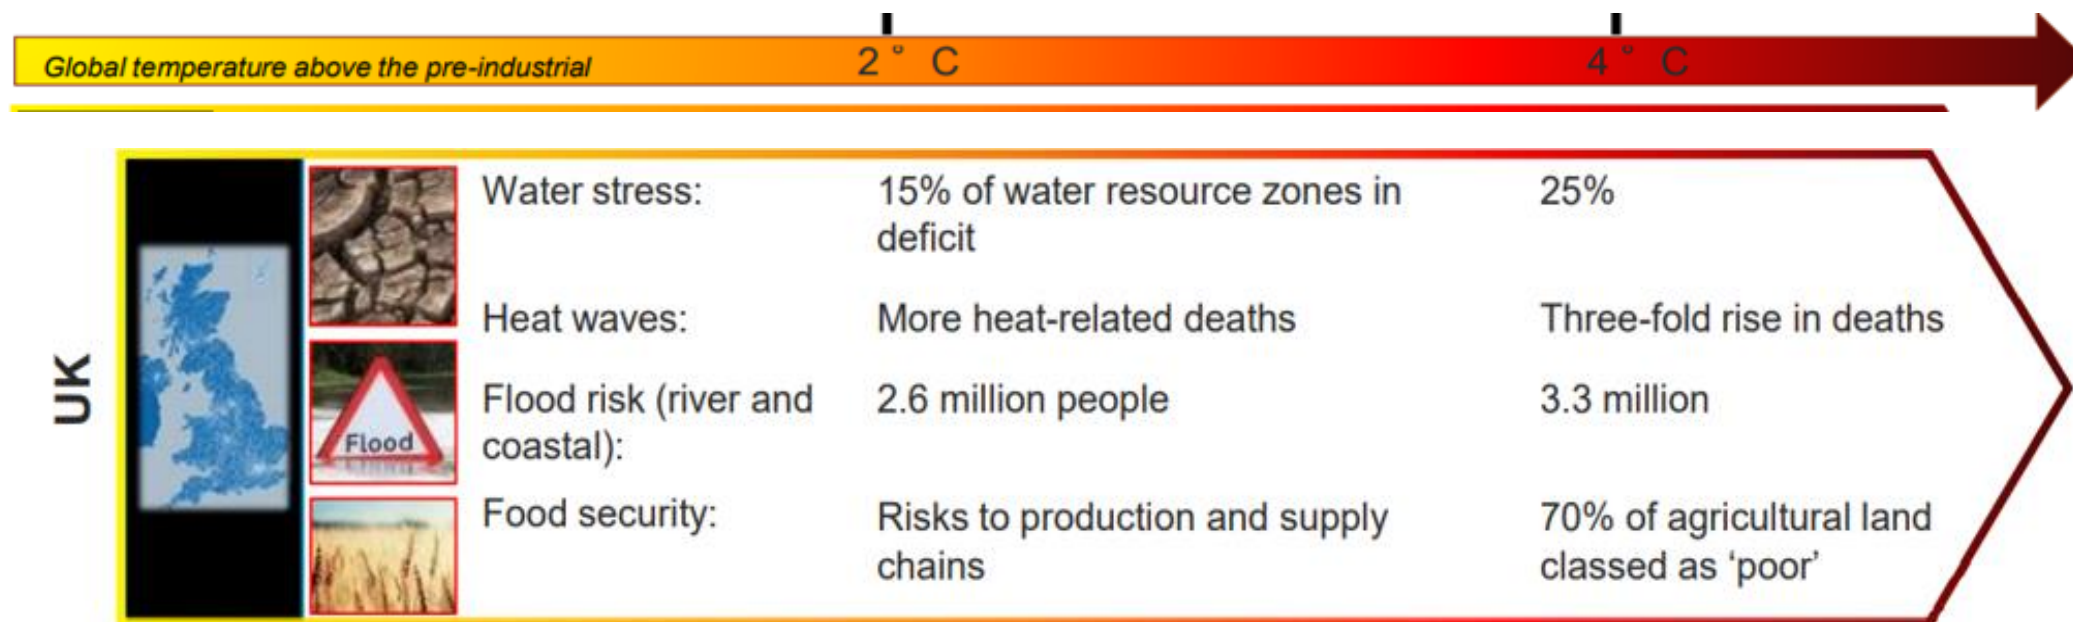 Global temperature above the pre-industrial
2 ° C
4 ° C
UK
Water stress:
15% of water resource zones in
deficit
25%
Heat waves:
More heat-related deaths
Three-fold rise in deaths
Flood
Flood risk (river and
coastal):
2.6 million people
3.3 million
Food security:
Risks to production and supply
chains
70% of agricultural land
classed as ‘poor’